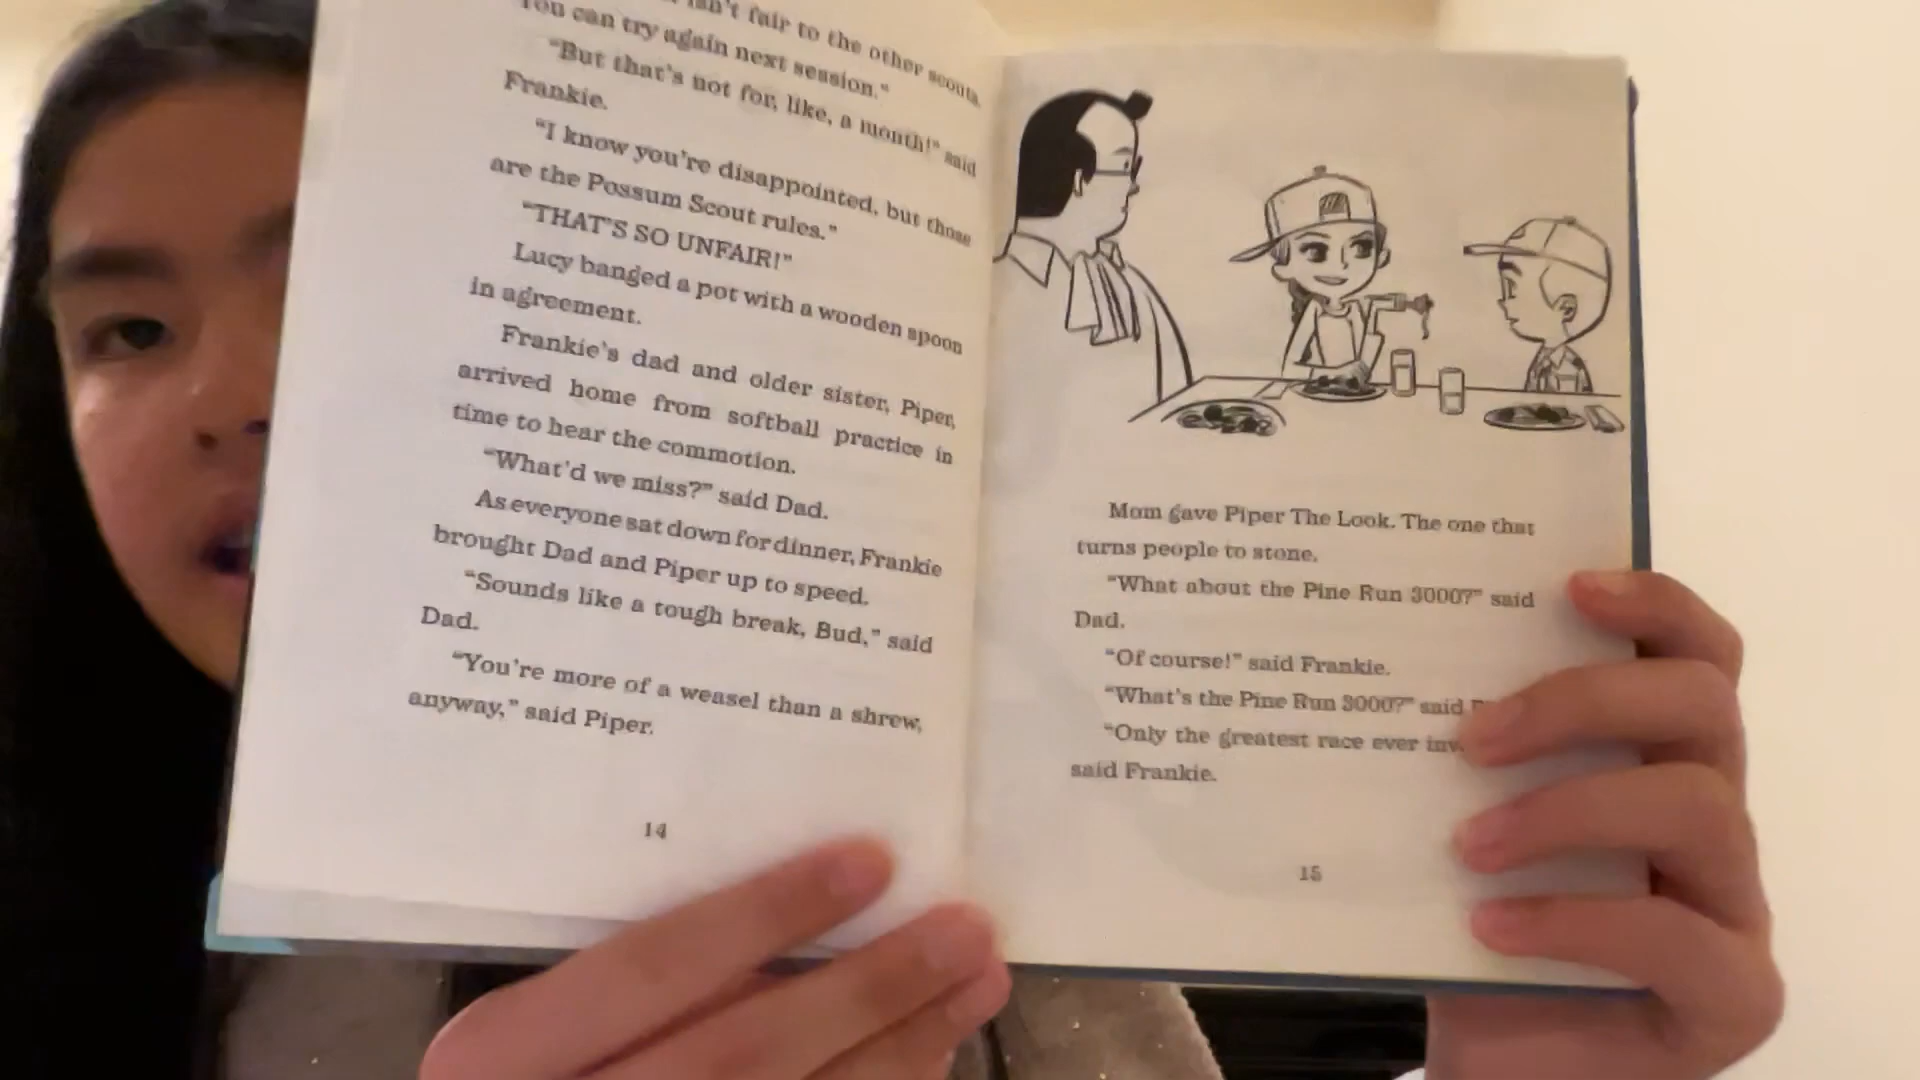 isn't fair to the other scouts.
You can try again next session."
"But that's not for, like, a month!" said
Frankie.
"I know you're disappointed, but those
are the Possum Scout rules."
"THAT'S SO UNFAIR!"
Lucy banged a pot with a wooden spoon
in agreement.
Frankie's dad and older sister, Piper,
arrived home from softball practice in
time to hear the commotion.
"What'd we miss?" said Dad.
As everyone sat down for dinner, Frankie
brought Dad and Piper up to speed.
"Sounds like a tough break, Bud," said
Dad.
"You're more of a weasel than a shrew,
anyway," said Piper.
14
Mom gave Piper The Look. The one that
turns people to stone.
"What about the Pine Run 3000?" said
Dad.
"Of course!" said Frankie.
"What's the Pine Run 3000?" said
"Only the greatest race ever
said Frankie.
15